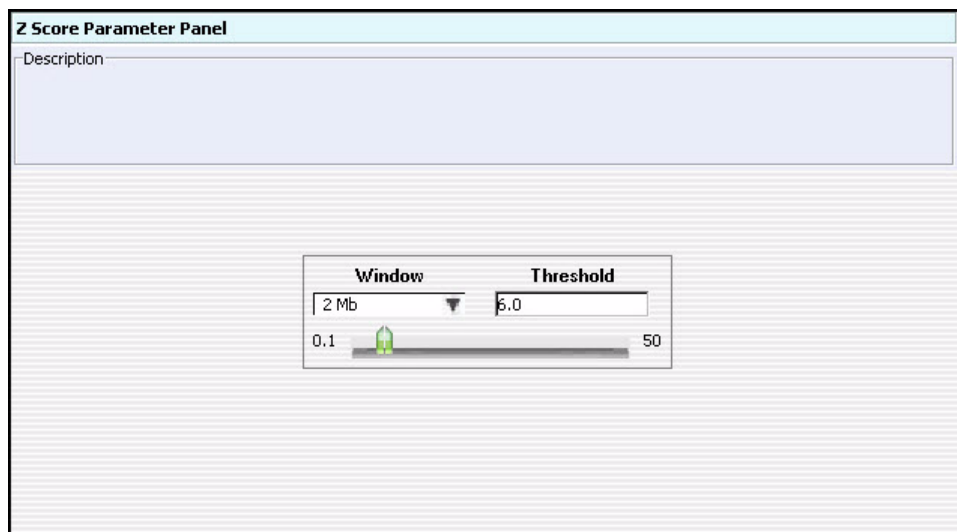 Z Score Parameter Panel
Description
Window Threshold
2 Mb 6.0
0.1 50